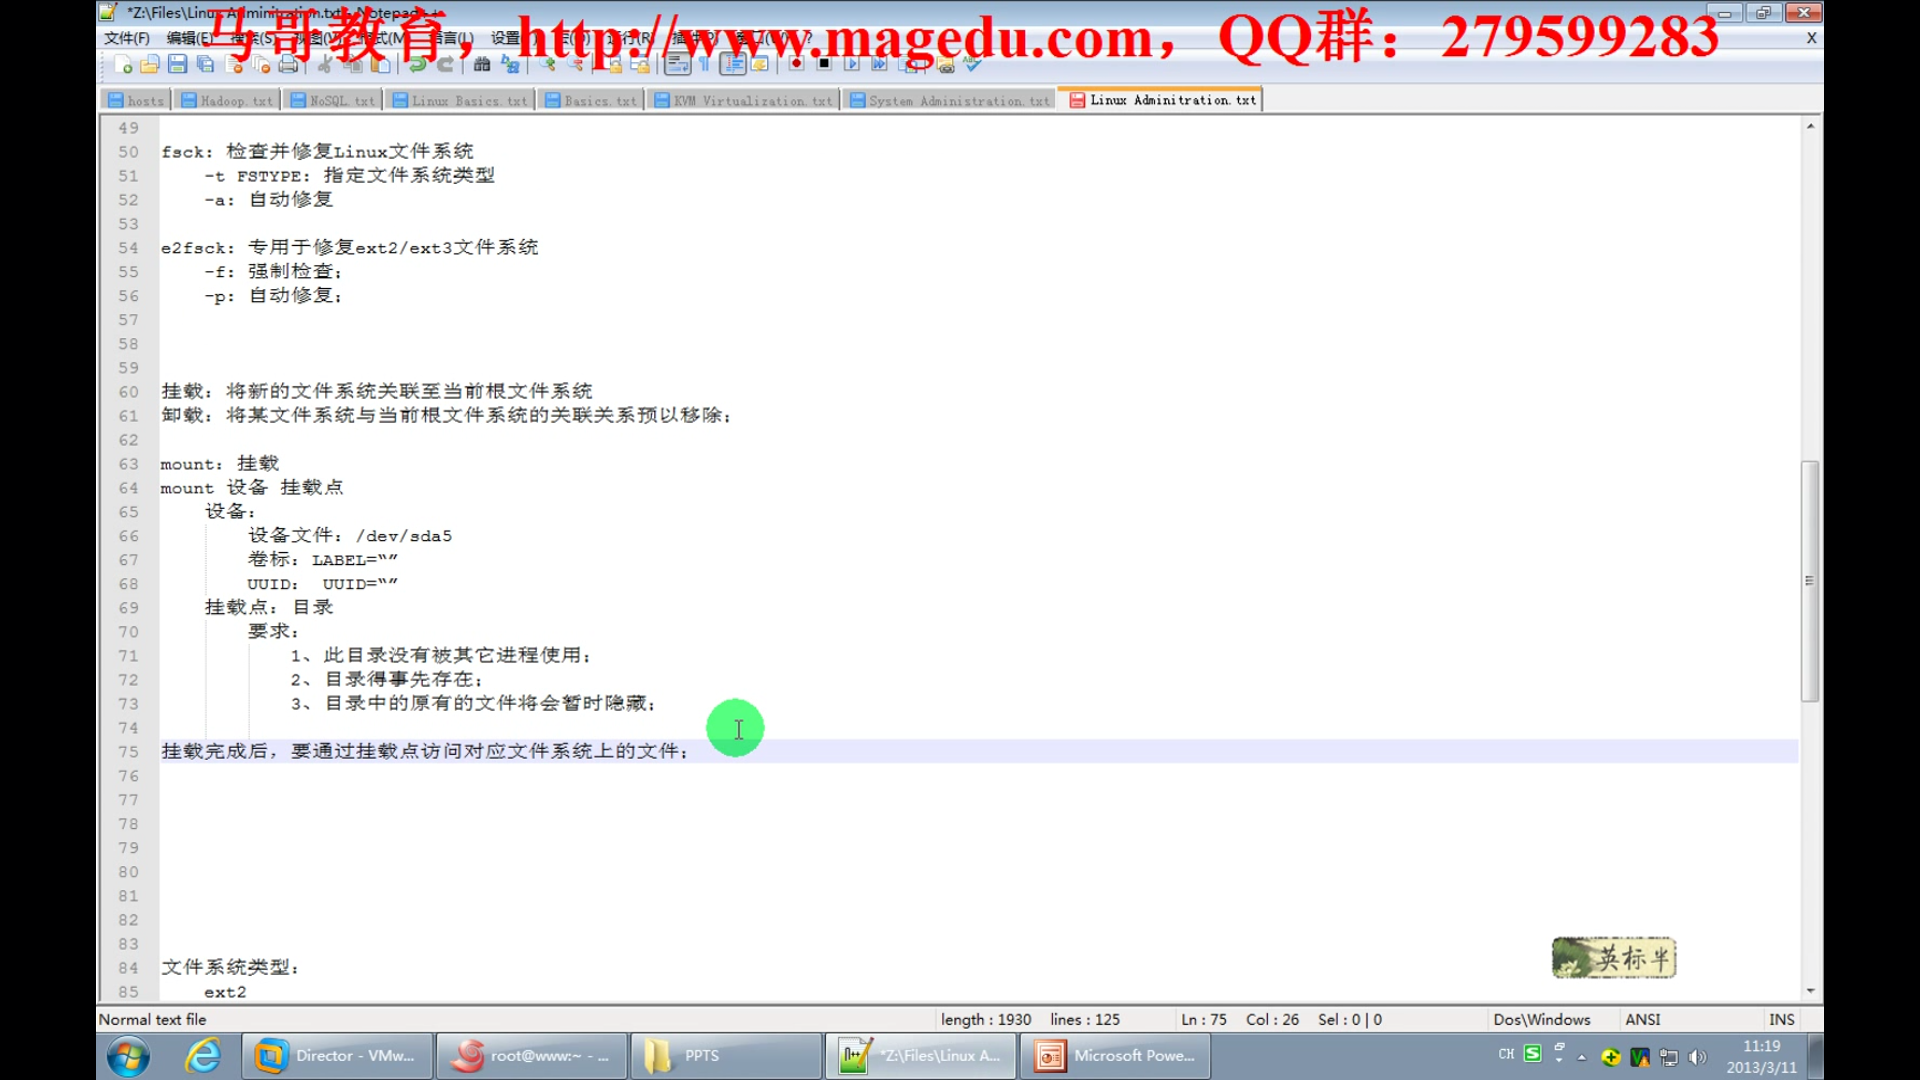 *Z:\Files\Linux Adminitration.txt - Notepad++
马哥教育，http://www.magedu.com，QQ群：279599283
文件(F) 编辑(E) 搜索(S) 视图(V) 格式(M) 语言(L) 设置 运行(R) X
hosts Hadoop.txt NoSQL.txt Linux Basics.txt Basics.txt KVM Virtualization.txt System Administration.txt Linux Adminitration.txt
49
50 fsck: 检查并修复Linux文件系统
51 -t FSTYPE: 指定文件系统类型
52 -a: 自动修复
53
54 e2fsck: 专用于修复ext2/ext3文件系统
55 -f: 强制检查;
56 -p: 自动修复;
57
58
59
60 挂载: 将新的文件系统关联至当前根文件系统
61 卸载: 将某文件系统与当前根文件系统的关联关系预以移除;
62
63 mount: 挂载
64 mount 设备 挂载点
65 设备:
66 设备文件: /dev/sda5
67 卷标: LABEL=“”
68 UUID: UUID=“”
69 挂载点: 目录
70 要求:
71 1、此目录没有被其它进程使用;
72 2、目录得事先存在;
73 3、目录中的原有的文件将会暂时隐藏;
74
75 挂载完成后，要通过挂载点访问对应文件系统上的文件;
76
77
78
79
80
81
82
83
84 文件系统类型:
85 ext2
英标半
Normal text file length : 1930 lines : 125 Ln : 75 Col : 26 Sel : 0 | 0 Dos\Windows ANSI INS
Director - VMw... root@www:~ - ... PPTS *Z:\Files\Linux A... Microsoft Powe... CH 11:19
2013/3/11